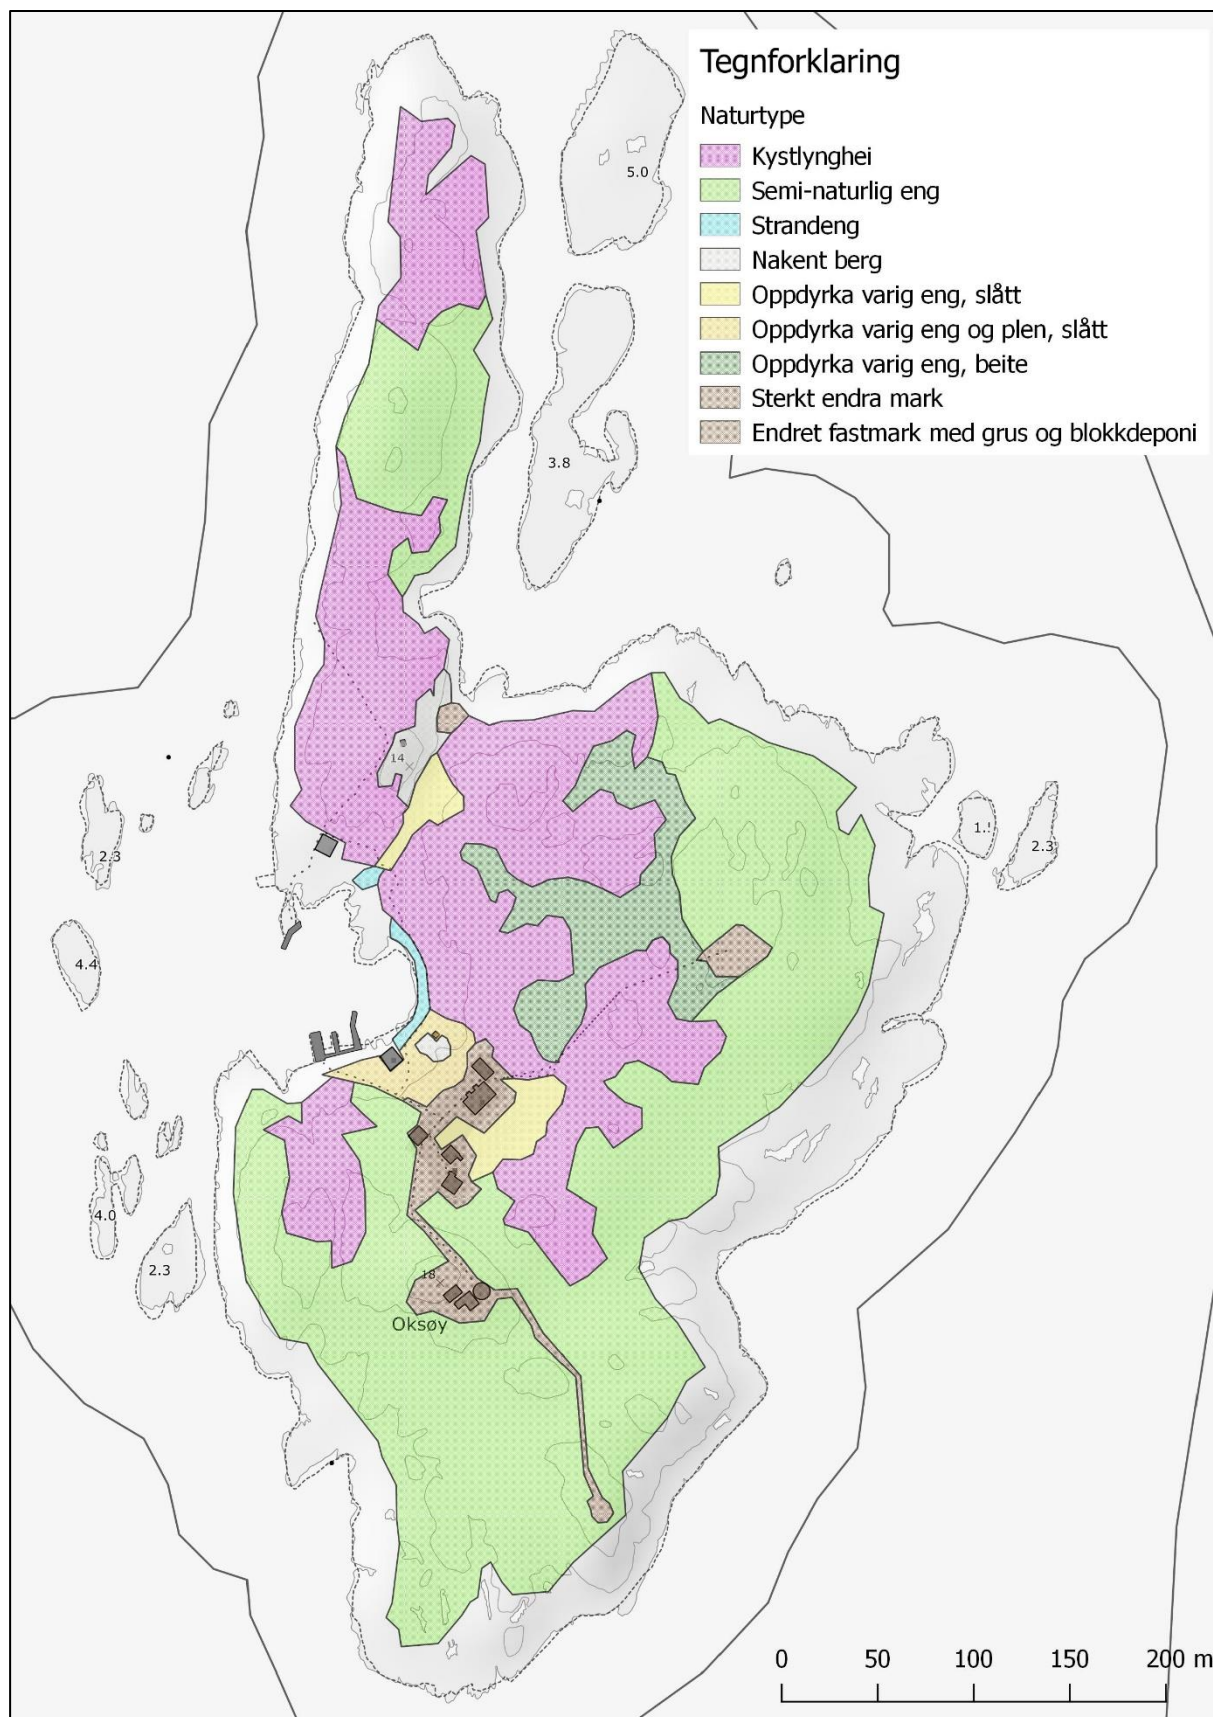 Tegnforklaring
Naturtype
Kystlynghei
Semi-naturlig eng
Strandeng
Nakent berg
Oppdyrka varig eng, slått
Oppdyrka varig eng og plen, slått
Oppdyrka varig eng, beite
Sterkt endra mark
Endret fastmark med grus og blokkdeponi
5.0
3.8
14
2.3
1.
2.3
4.4
4.0
2.3
18
Oksøy
0 50 100 150 200 m